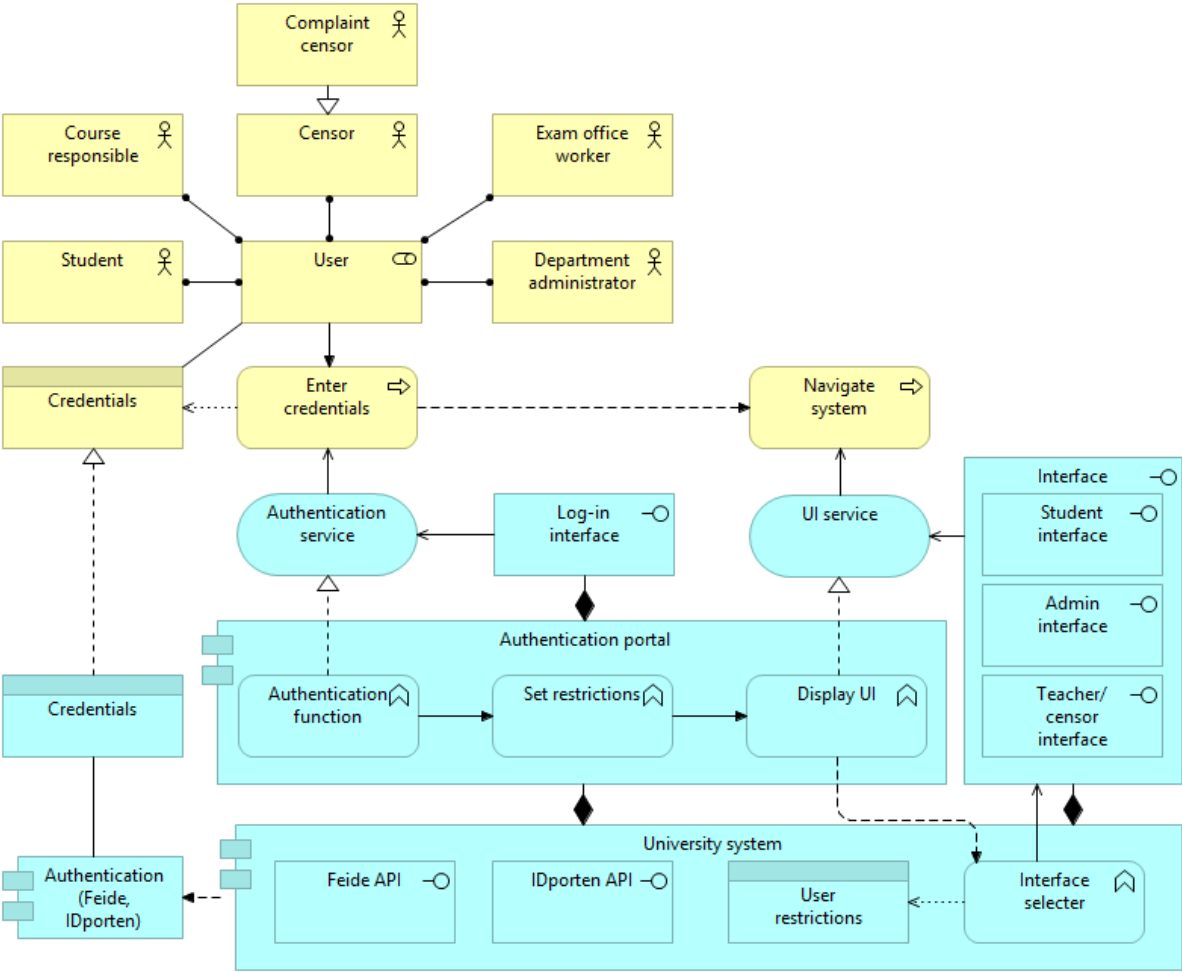 Complaint
censor
Course
responsible
Censor
Exam office
worker
Student
User
Department
administrator
Credentials
Enter
credentials
Navigate
system
Authentication
service
Log-in
interface
UI service
Interface
Student
interface
Admin
interface
Teacher/
censor
interface
Authentication portal
Authentication
function
Set restrictions
Display UI
Credentials
University system
Authentication
(Feide,
IDporten)
Feide API
IDporten API
User
restrictions
Interface
selecter